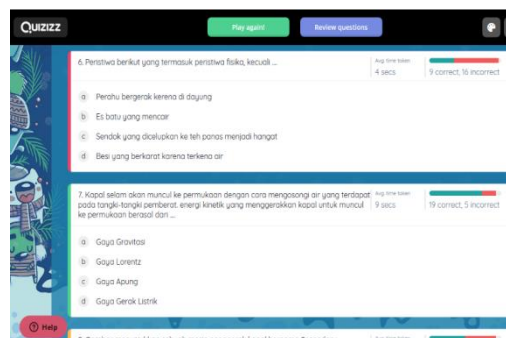 Quizizz
Play again!
Review questions
6. Peristiwa berikut yang termasuk peristiwa fisika, kecuali ...
Avg. time taken
4 secs
9 correct, 16 incorrect
a Perahu bergerak kerena di dayung
b Es batu yang mencair
c Sendok yang dicelupkan ke teh panas menjadi hangat
d Besi yang berkarat karena terkena air
7. Kapal selam akan muncul ke permukaan dengan cara mengosongi air yang terdapat
pada tangki-tangki pemberat. energi kinetik yang menggerakkan kapal untuk muncul
ke permukaan berasal dari ...
Avg. time taken
9 secs
19 correct, 5 incorrect
a Gaya Gravitasi
b Gaya Lorentz
c Gaya Apung
d Gaya Gerak Listrik
Help